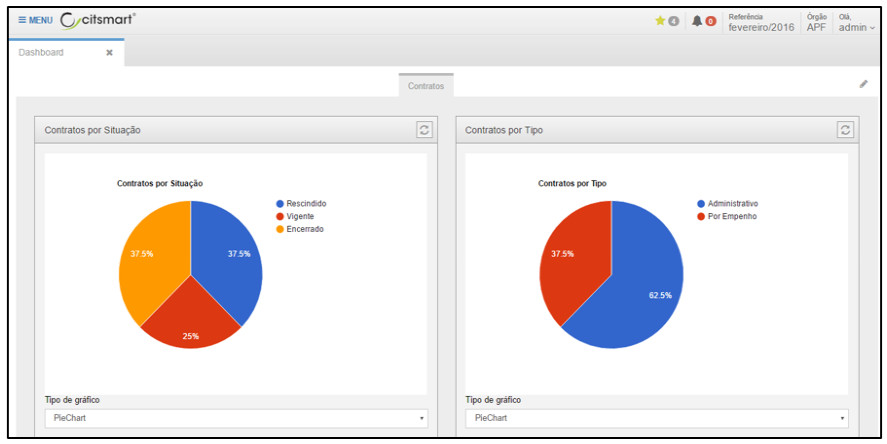 MENU citsmart 4 0 Referência Órgão Olá,
fevereiro/2016 APF admin
Dashboard
Contratos
Contratos por Situação
Contratos por Situação
Rescindido
Vigente
Encerrado
37.5% 37.5%
25%
Tipo de gráfico
PieChart
Contratos por Tipo
Contratos por Tipo
Administrativo
Por Empenho
37.5%
62.5%
Tipo de gráfico
PieChart